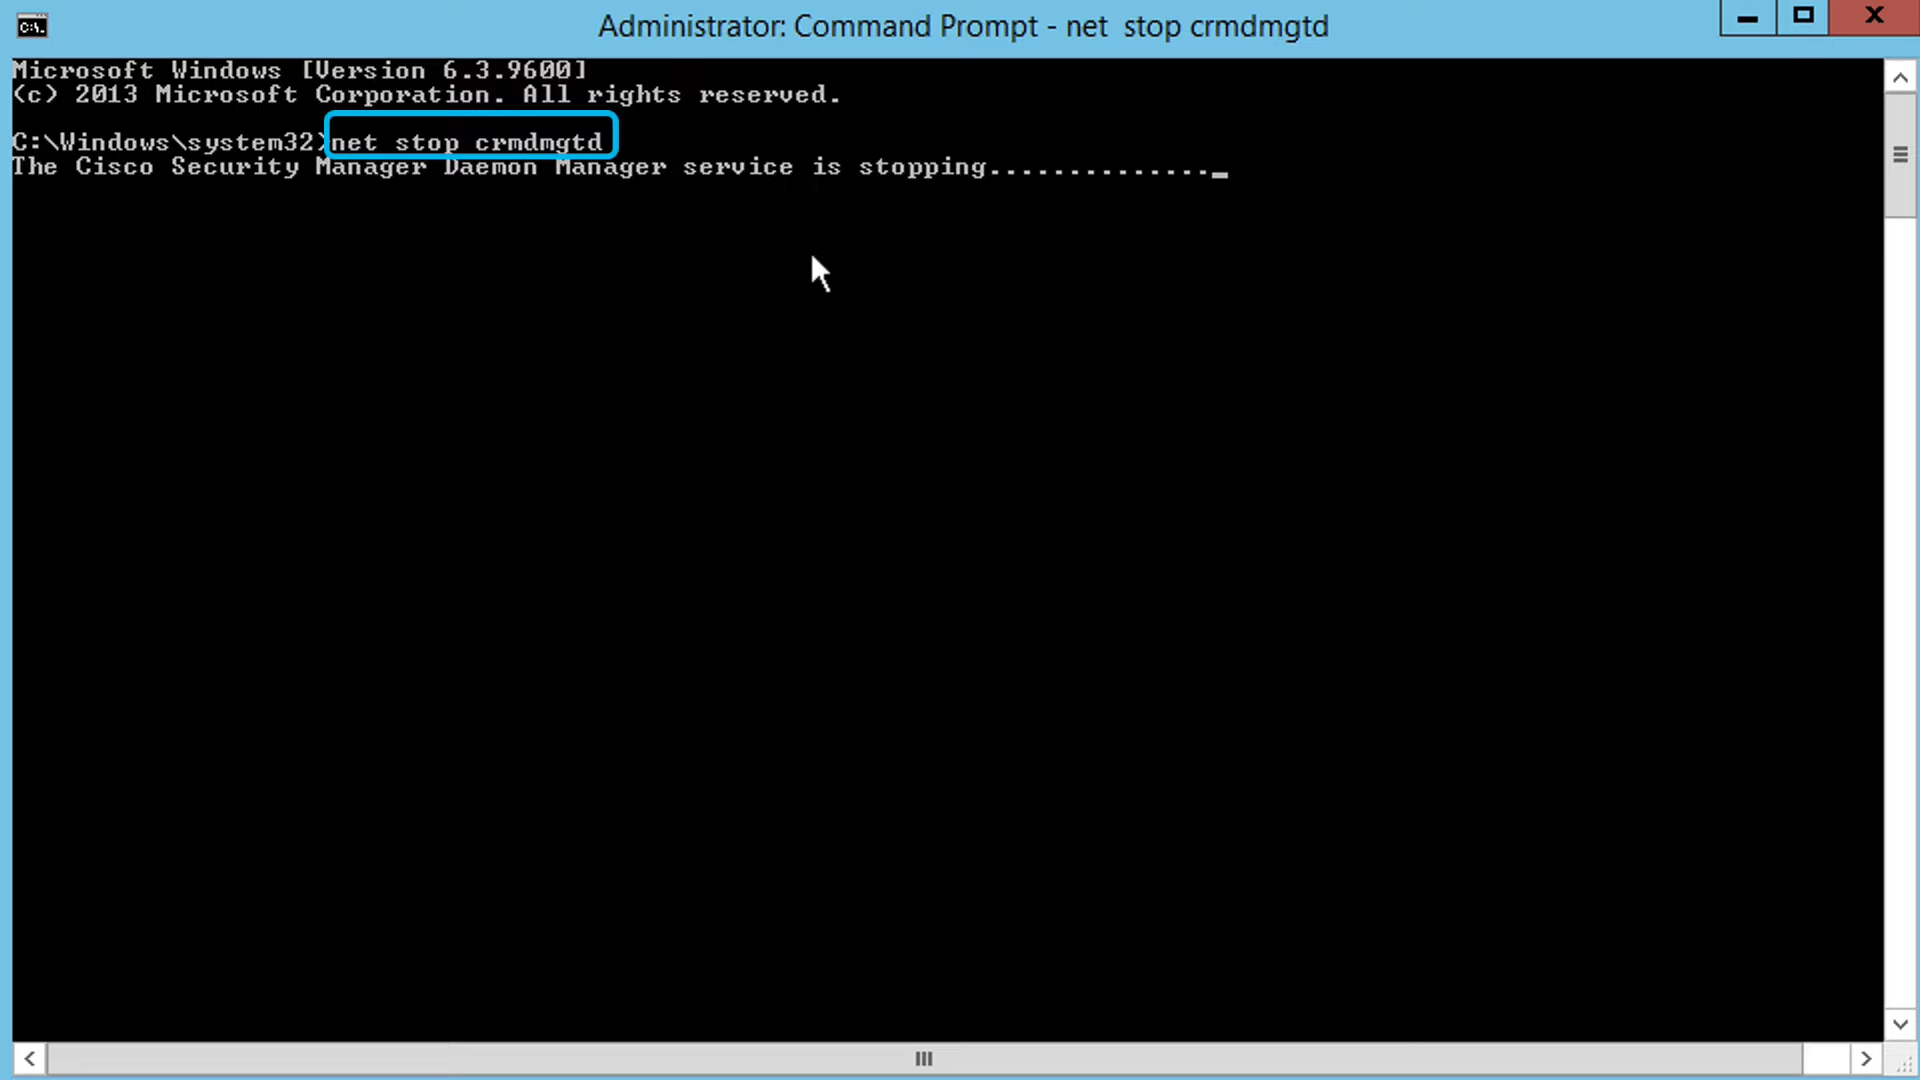 Administrator: Command Prompt - net  stop crmdmgtd
Microsoft Windows [Version 6.3.9600]
(c) 2013 Microsoft Corporation. All rights reserved.
C:\Windows\system32>net stop crmdmgtd
The Cisco Security Manager Daemon Manager service is stopping..............